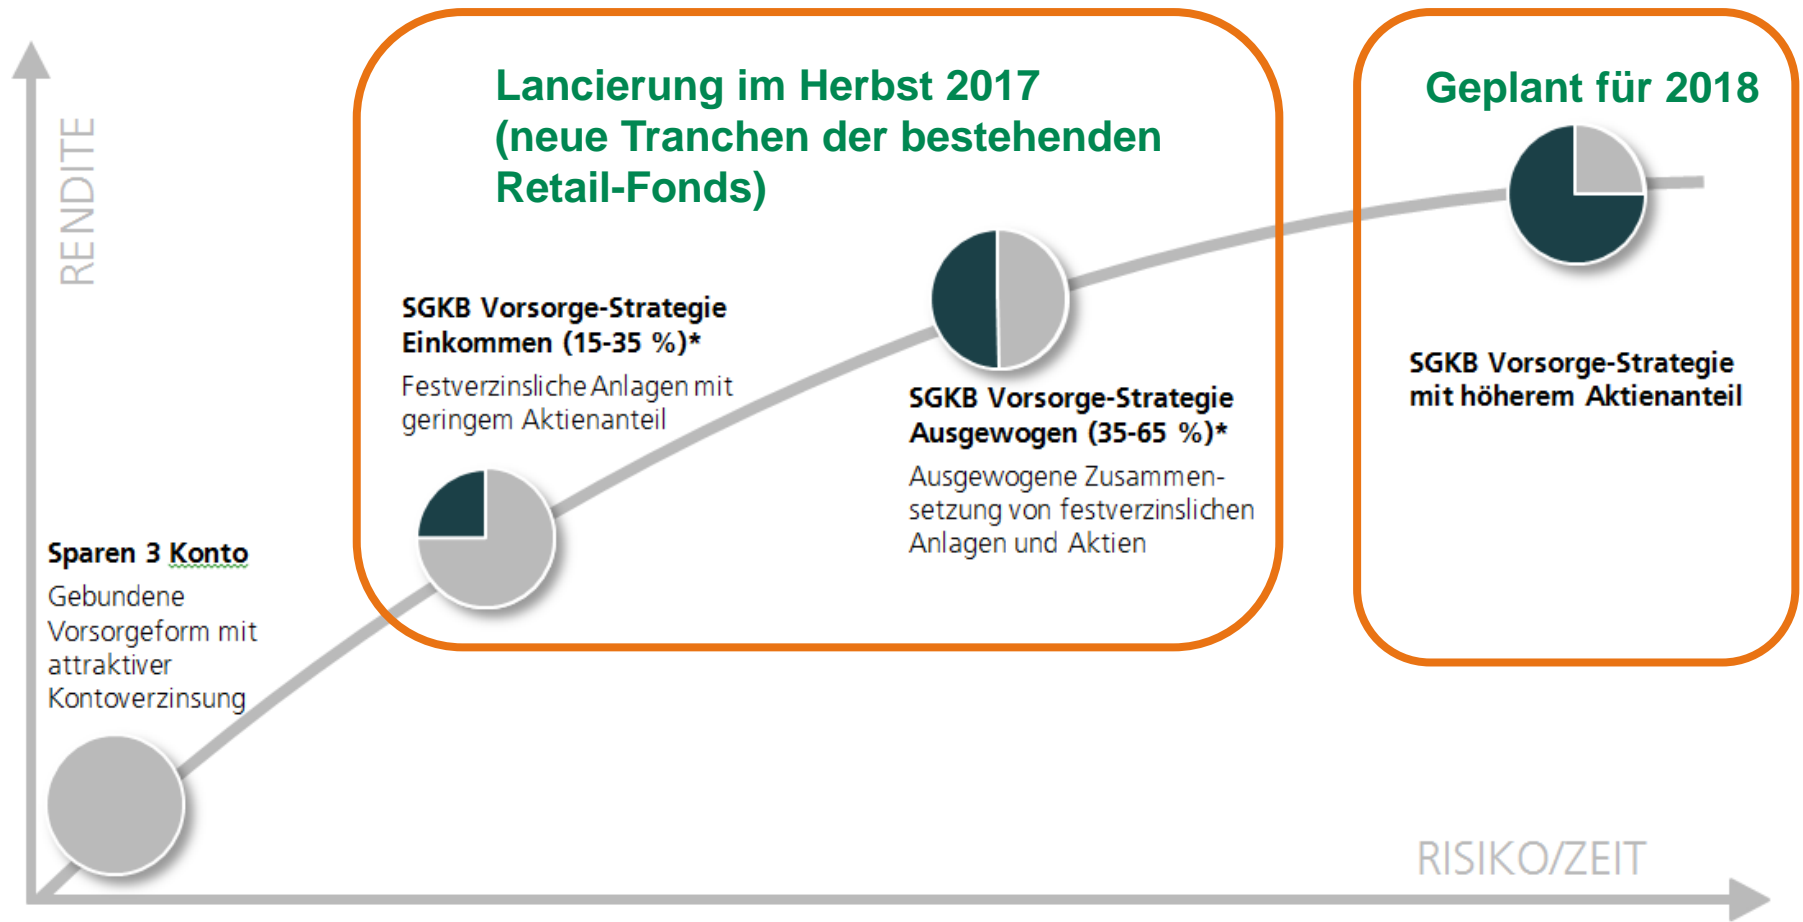 Lancierung im Herbst 2017
(neue Tranchen der bestehenden
Retail-Fonds)
Geplant für 2018
RENDITE
SGKB Vorsorge-Strategie
Einkommen (15-35 %)*
Festverzinsliche Anlagen mit
geringem Aktienanteil
SGKB Vorsorge-Strategie
Ausgewogen (35-65 %)*
Ausgewogene Zusammen-
setzung von festverzinslichen
Anlagen und Aktien
SGKB Vorsorge-Strategie
mit höherem Aktienanteil
Sparen 3 Konto
Gebundene
Vorsorgeform mit
attraktiver
Kontoverzinsung
RISIKO/ZEIT